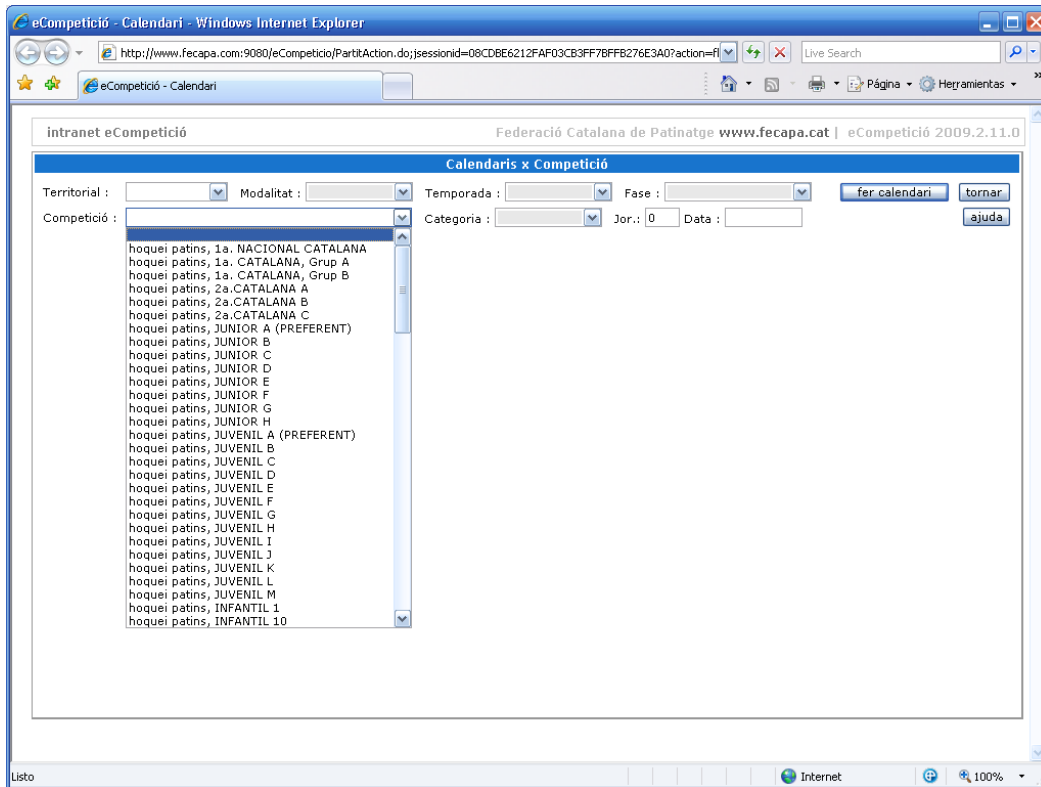 eCompetició - Calendari - Windows Internet Explorer
http://www.fecapa.com:9080/eCompeticio/PartitAction.do;jsessionid=08CDBE6212FAF03CB3FF7BFFB276E3A0?action=fi
Live Search
eCompetició - Calendari
Página
Herramientas
intranet eCompetició
Federació Catalana de Patinatge www.fecapa.cat | eCompetició 2009.2.11.0
Calendaris x Competició
Territorial : Modalitat : Temporada : Fase : fer calendari tornar
Competició : Categoria : Jor.: 0 Data : ajuda
hoquei patins, 1a. NACIONAL CATALANA
hoquei patins, 1a. CATALANA, Grup A
hoquei patins, 1a. CATALANA, Grup B
hoquei patins, 2a.CATALANA A
hoquei patins, 2a.CATALANA B
hoquei patins, 2a.CATALANA C
hoquei patins, JUNIOR A (PREFERENT)
hoquei patins, JUNIOR B
hoquei patins, JUNIOR C
hoquei patins, JUNIOR D
hoquei patins, JUNIOR E
hoquei patins, JUNIOR F
hoquei patins, JUNIOR G
hoquei patins, JUNIOR H
hoquei patins, JUVENIL A (PREFERENT)
hoquei patins, JUVENIL B
hoquei patins, JUVENIL C
hoquei patins, JUVENIL D
hoquei patins, JUVENIL E
hoquei patins, JUVENIL F
hoquei patins, JUVENIL G
hoquei patins, JUVENIL H
hoquei patins, JUVENIL I
hoquei patins, JUVENIL J
hoquei patins, JUVENIL K
hoquei patins, JUVENIL L
hoquei patins, JUVENIL M
hoquei patins, INFANTIL 1
hoquei patins, INFANTIL 10
Listo
Internet
100%